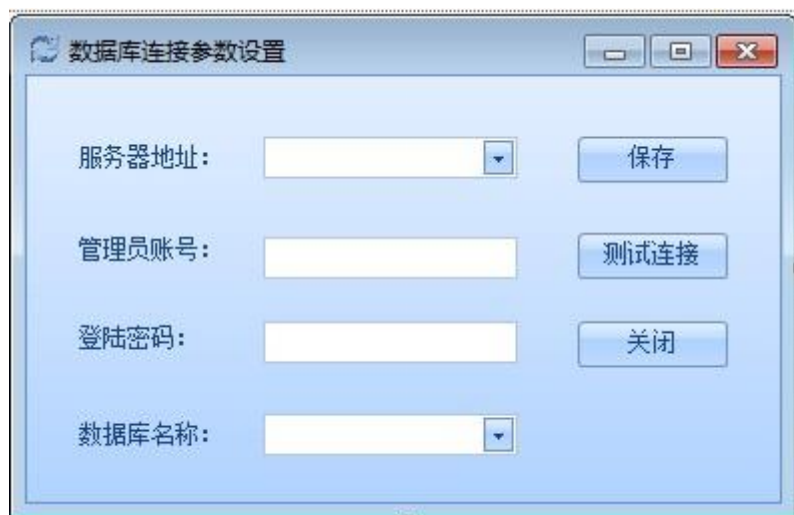 数据库连接参数设置
服务器地址：
保存
管理员账号：
测试连接
登陆密码：
关闭
数据库名称：